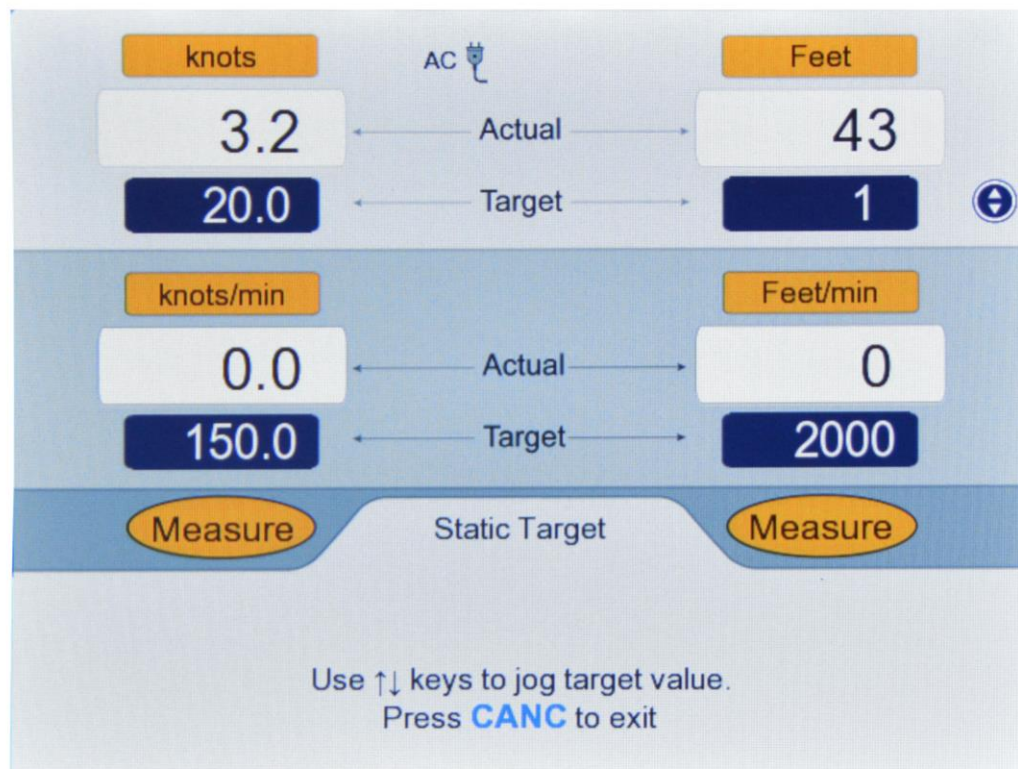 knots AC Feet
3.2 Actual 43
20.0 Target 1
knots/min Feet/min
0.0 Actual 0
150.0 Target 2000
Measure Static Target Measure
Use ↑↓ keys to jog target value.
Press CANC to exit